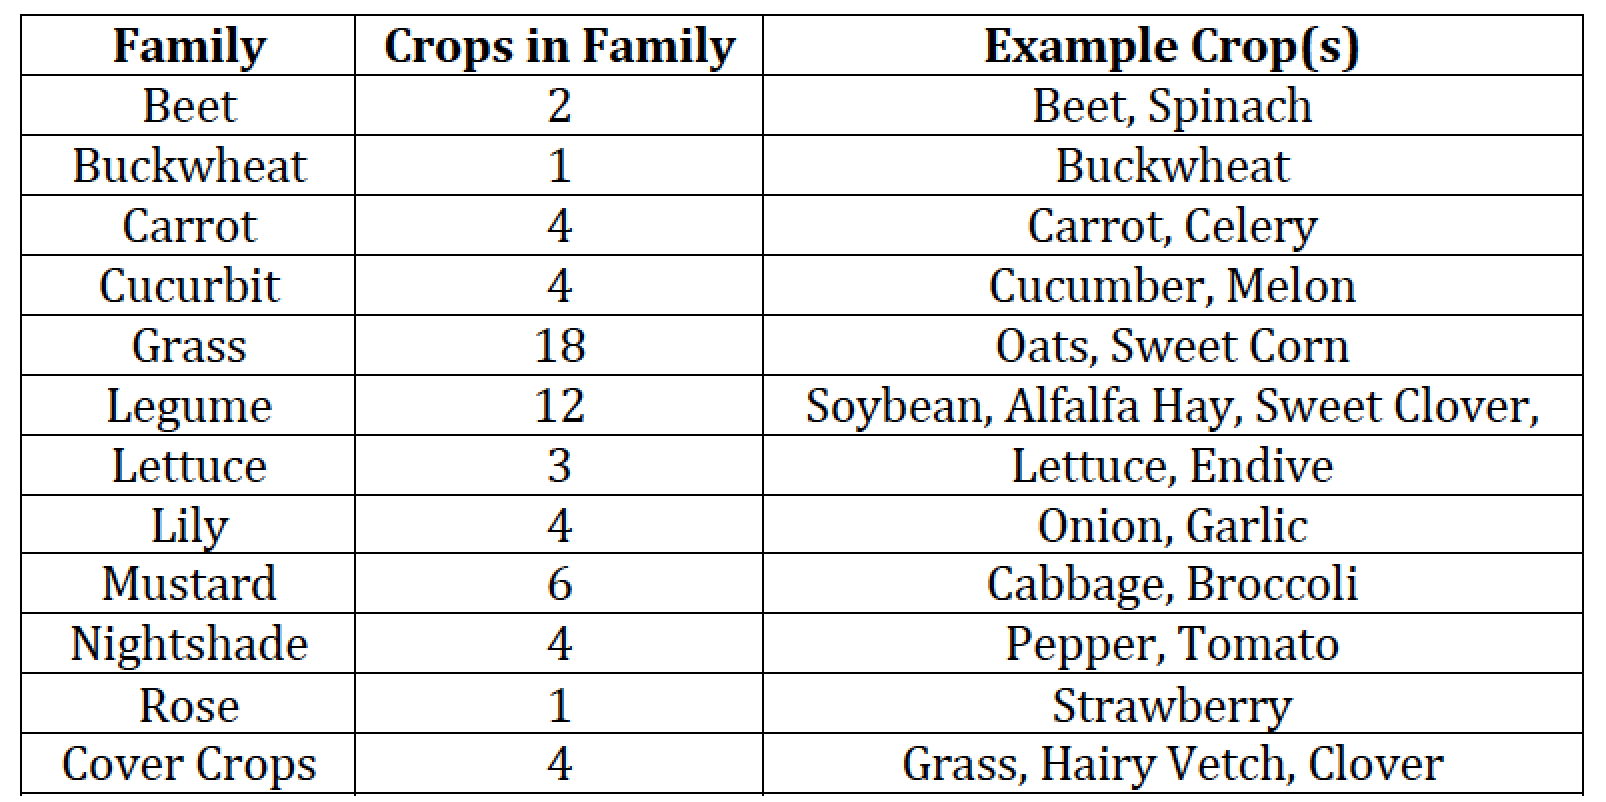 Family Crops in Family Example Crop(s)
Beet 2 Beet, Spinach
Buckwheat 1 Buckwheat
Carrot 4 Carrot, Celery
Cucurbit 4 Cucumber, Melon
Grass 18 Oats, Sweet Corn
Legume 12 Soybean, Alfalfa Hay, Sweet Clover,
Lettuce 3 Lettuce, Endive
Lily 4 Onion, Garlic
Mustard 6 Cabbage, Broccoli
Nightshade 4 Pepper, Tomato
Rose 1 Strawberry
Cover Crops 4 Grass, Hairy Vetch, Clover